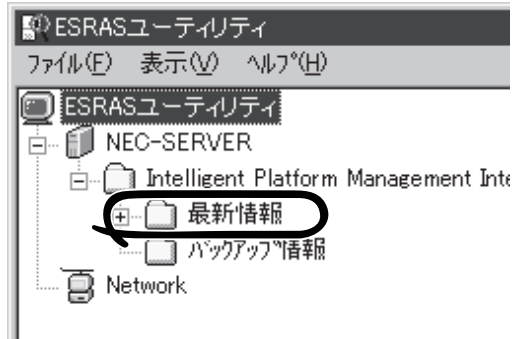 ESRASユーティリティ
ファイル(F) 表示(V) ヘルプ(H)
ESRASユーティリティ
NEC-SERVER
Intelligent Platform Management Inte
最新情報
バックアップ情報
Network